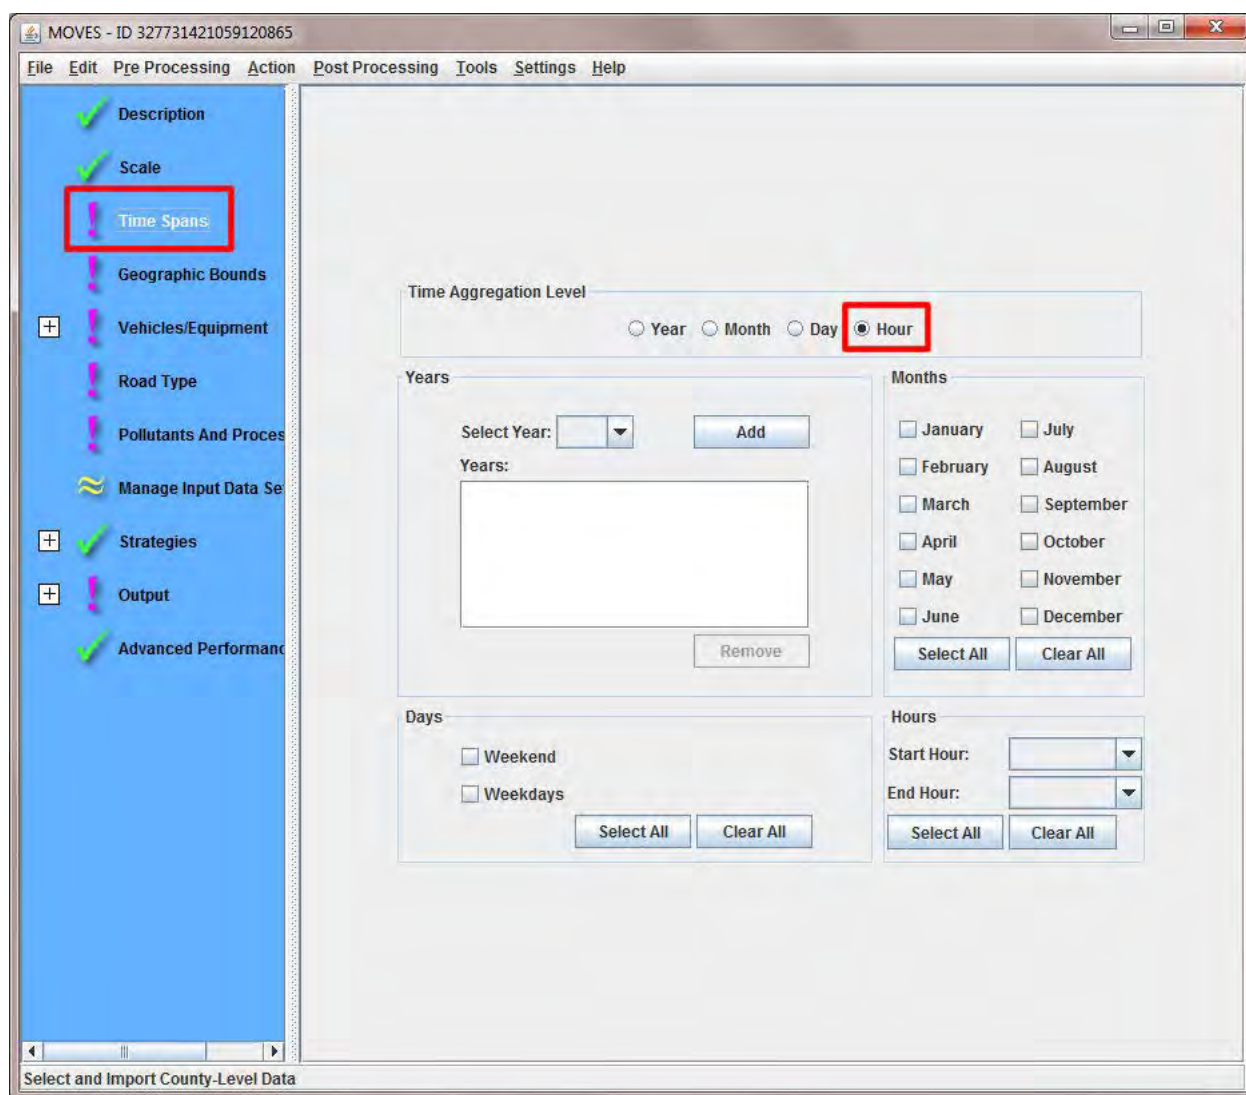 MOVES - ID 327731421059120865
File Edit Pre Processing Action Post Processing Tools Settings Help
Description
Scale
Time Spans
Geographic Bounds
Vehicles/Equipment
Road Type
Pollutants And Proces
Manage Input Data Se
Strategies
Output
Advanced Performanc
Time Aggregation Level
Year Month Day Hour
Years
Select Year: Add
Years:
Remove
Months
January July
February August
March September
April October
May November
June December
Select All Clear All
Days
Weekend
Weekdays
Select All Clear All
Hours
Start Hour:
End Hour:
Select All Clear All
Select and Import County-Level Data